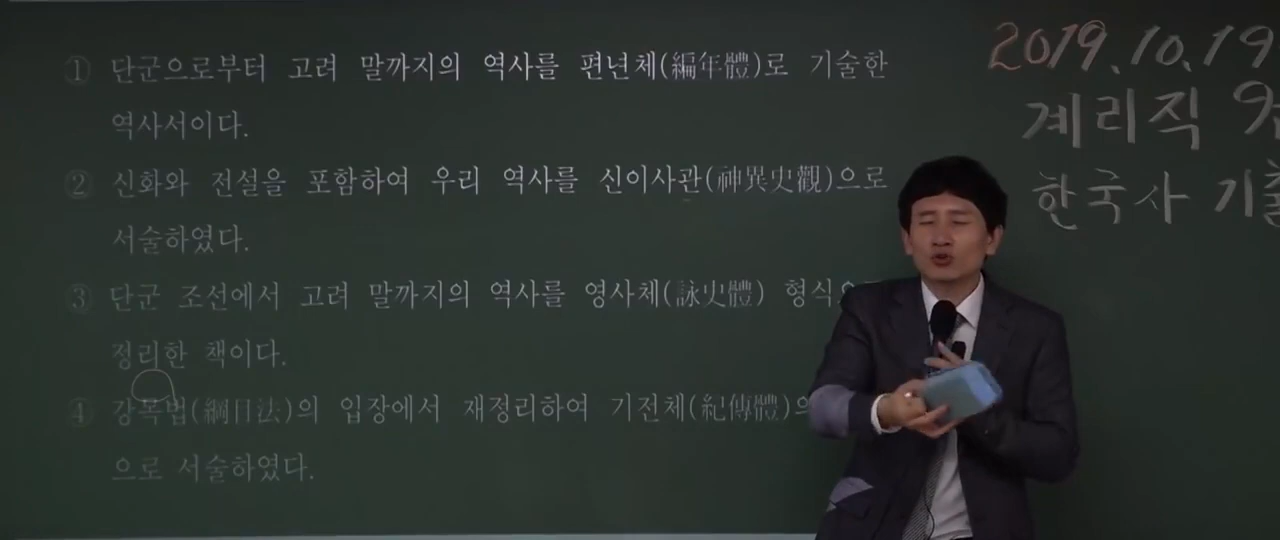 ① 단군으로부터 고려 말까지의 역사를 편년체(編年體)로 기술한
역사서이다.
② 신화와 전설을 포함하여 우리 역사를 신이사관(神異史觀)으로
서술하였다.
③ 단군 조선에서 고려 말까지의 역사를 영사체(詠史體) 형식
정리한 책이다.
④ 강목법(綱目法)의 입장에서 재정리하여 기전체(紀傳體)의
으로 서술하였다.
2019.10.19
계리직 9
한국사 기출